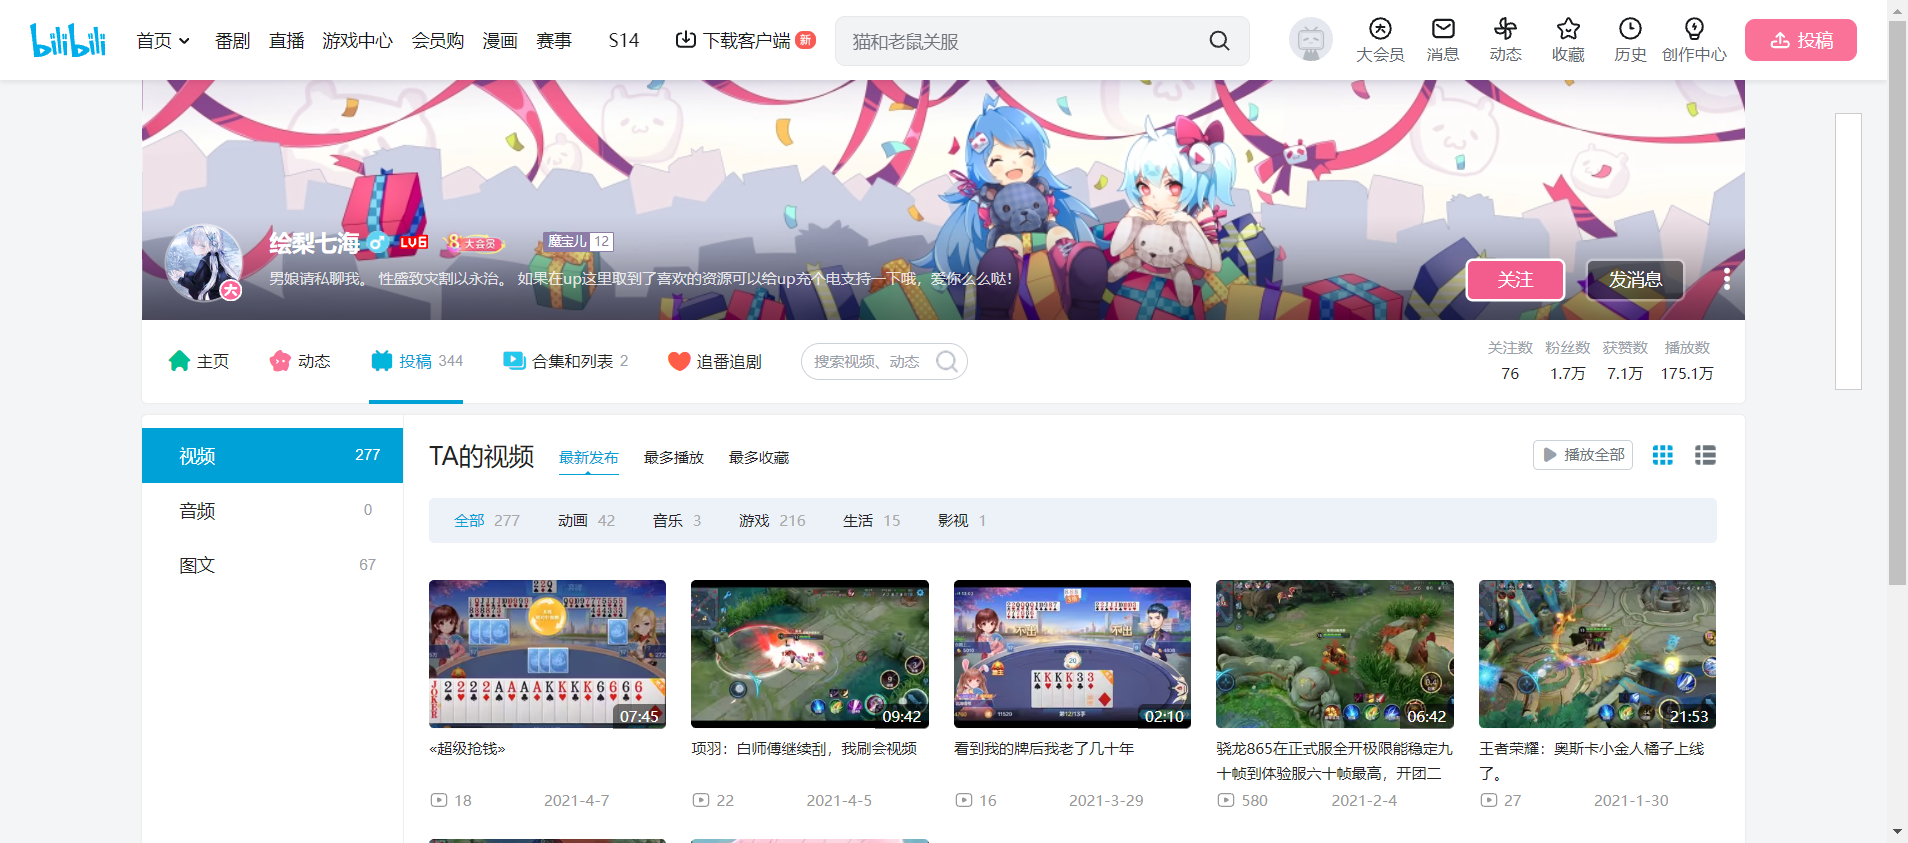 bilibili 首页 番剧 直播 游戏中心 会员购 漫画 赛事 S14 下载客户端 新 猫和老鼠关服 大会员 消息 动态 收藏 历史 创作中心 投稿
绘梨七海 LV6 大会员 魔宝儿 12
男娘请私聊我。 性盛致灾割以永治。 如果在up这里取到了喜欢的资源可以给up充个电支持一下哦，爱你么么哒！
关注 发消息
主页 动态 投稿 344 合集和列表 2 追番追剧 搜索视频、动态
关注数 粉丝数 获赞数 播放数
76 1.7万 7.1万 175.1万
视频 277
音频 0
图文 67
TA的视频 最新发布 最多播放 最多收藏 播放全部
全部 277 动画 42 音乐 3 游戏 216 生活 15 影视 1
07:45
«超级抢钱»
18 2021-4-7
09:42
项羽：白师傅继续刮，我刷会视频
22 2021-4-5
不出 不出
02:10
看到我的牌后我老了几十年
16 2021-3-29
06:42
骁龙865在正式服全开极限能稳定九
十帧到体验服六十帧最高，开团二
580 2021-2-4
21:53
王者荣耀：奥斯卡小金人橘子上线
了。
27 2021-1-30